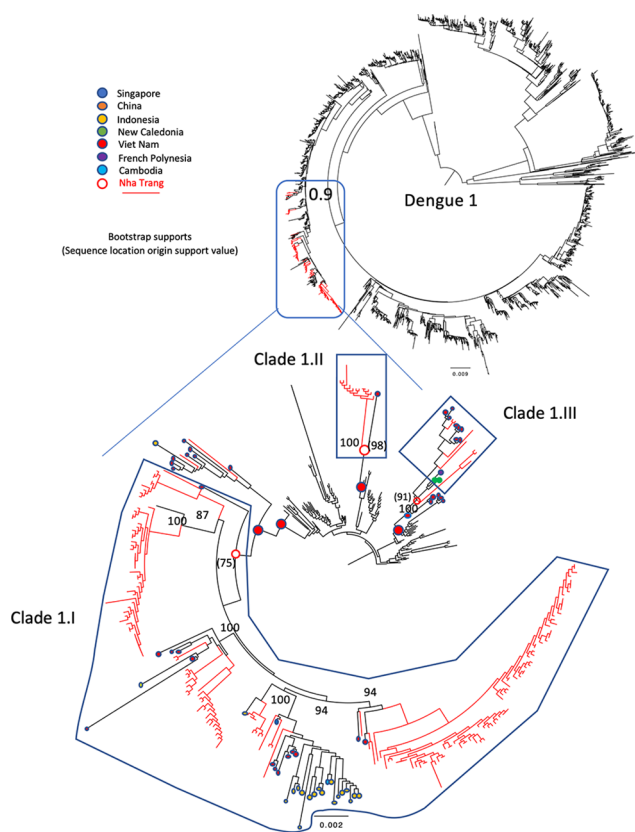 Singapore
China
Indonesia
New Caledonia
Viet Nam
French Polynesia
Cambodia
Nha Trang
Bootstrap supports
(Sequence location origin support value)
0.9
Dengue 1
0.009
Clade 1.II
100
(98)
Clade 1.III
(91)
100
87
100
(75)
Clade 1.I
100
100
94
94
0.002